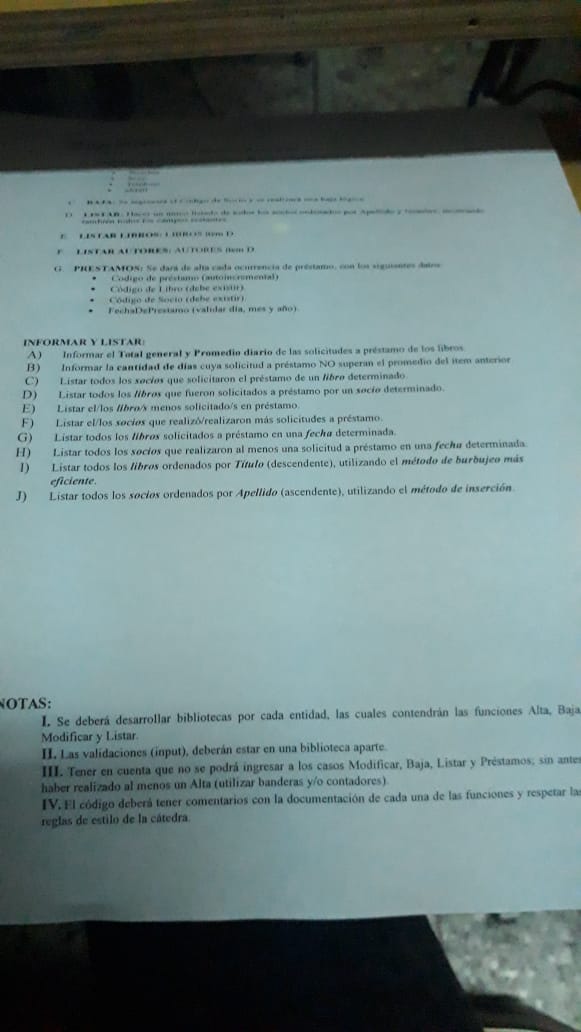 • Teléfono
C BAJA: Se ingresará el Código de Socio y se realizará una baja lógica.
D LISTAR: Hacer un único listado de todos los socios ordenados por Apellido y Nombre, mostrando
también todos los campos restantes
E LISTAR LIBROS: LIBROS item D
F LISTAR AUTORES: AUTORES item D
G PRESTAMOS: Se dará de alta cada ocurrencia de préstamo, con los siguientes datos:
• Codigo de préstamo (autoincremental)
• Código de Libro (debe existir)
• Código de Socio (debe existir)
• FechaDePrestamo (validar día, mes y año)
INFORMAR Y LISTAR:
A) Informar el Total general y Promedio diario de las solicitudes a préstamo de los libros.
B) Informar la cantidad de días cuya solicitud a préstamo NO superan el promedio del ítem anterior
C) Listar todos los socios que solicitaron el préstamo de un libro determinado.
D) Listar todos los libros que fueron solicitados a préstamo por un socio determinado.
E) Listar el/los libro/s menos solicitado/s en préstamo.
F) Listar el/los socios que realizó/realizaron más solicitudes a préstamo.
G) Listar todos los libros solicitados a préstamo en una fecha determinada.
H) Listar todos los socios que realizaron al menos una solicitud a préstamo en una fecha determinada.
I) Listar todos los libros ordenados por Título (descendente), utilizando el método de burbujeo más
eficiente.
J) Listar todos los socios ordenados por Apellido (ascendente), utilizando el método de inserción.
NOTAS:
I. Se deberá desarrollar bibliotecas por cada entidad, las cuales contendrán las funciones Alta, Baja
Modificar y Listar.
II. Las validaciones (input), deberán estar en una biblioteca aparte.
III. Tener en cuenta que no se podrá ingresar a los casos Modificar, Baja, Listar y Préstamos; sin antes
haber realizado al menos un Alta (utilizar banderas y/o contadores).
IV. El código deberá tener comentarios con la documentación de cada una de las funciones y respetar las
reglas de estilo de la cátedra.